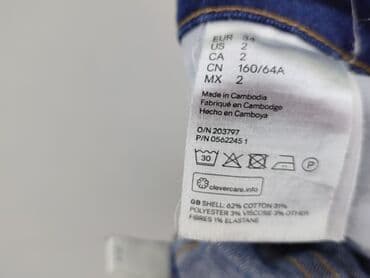 EUR 34
US 2
CA 2
CN 160/64A
MX 2
Made in Cambodia
Fabriqué en Cambodge
Hecho en Camboya
O/N 203797
P/N 0562245 1
30
P
clevercare.info
GB SHELL: 62% COTTON 31%
POLYESTER 3% VISCOSE 3% OTHER
FIBRES 1% ELASTANE